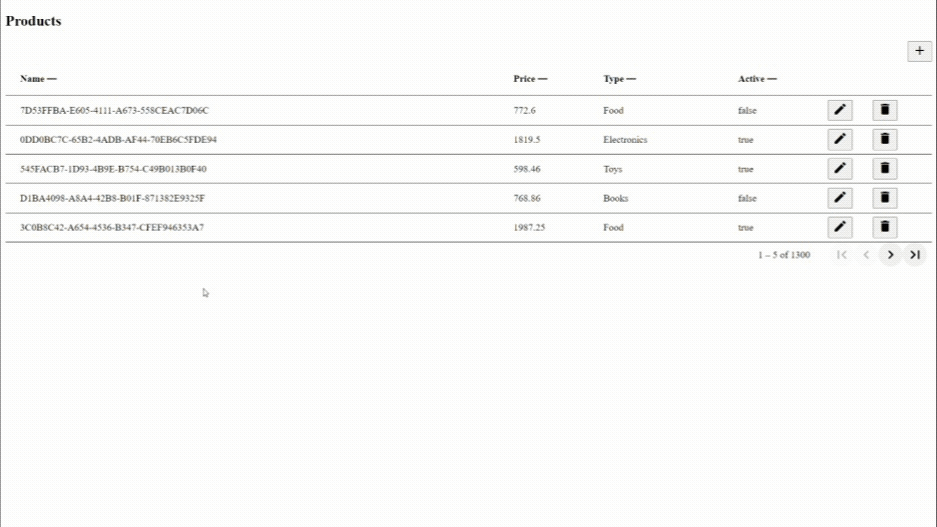 Products
+
Name — Price — Type — Active —
7D53FFBA-E605-4111-A673-558CEAC7D06C 772.6 Food false
0DD0BC7C-65B2-4ADB-AF44-70EB6C5FDE94 1819.5 Electronics true
545FACB7-1D93-4B9E-B754-C49B013B0F40 598.46 Toys true
D1BA4098-A8A4-42B8-B01F-871382E9325F 768.86 Books false
3C0B8C42-A654-4536-B347-CFEF946353A7 1987.25 Food true
1 – 5 of 1300